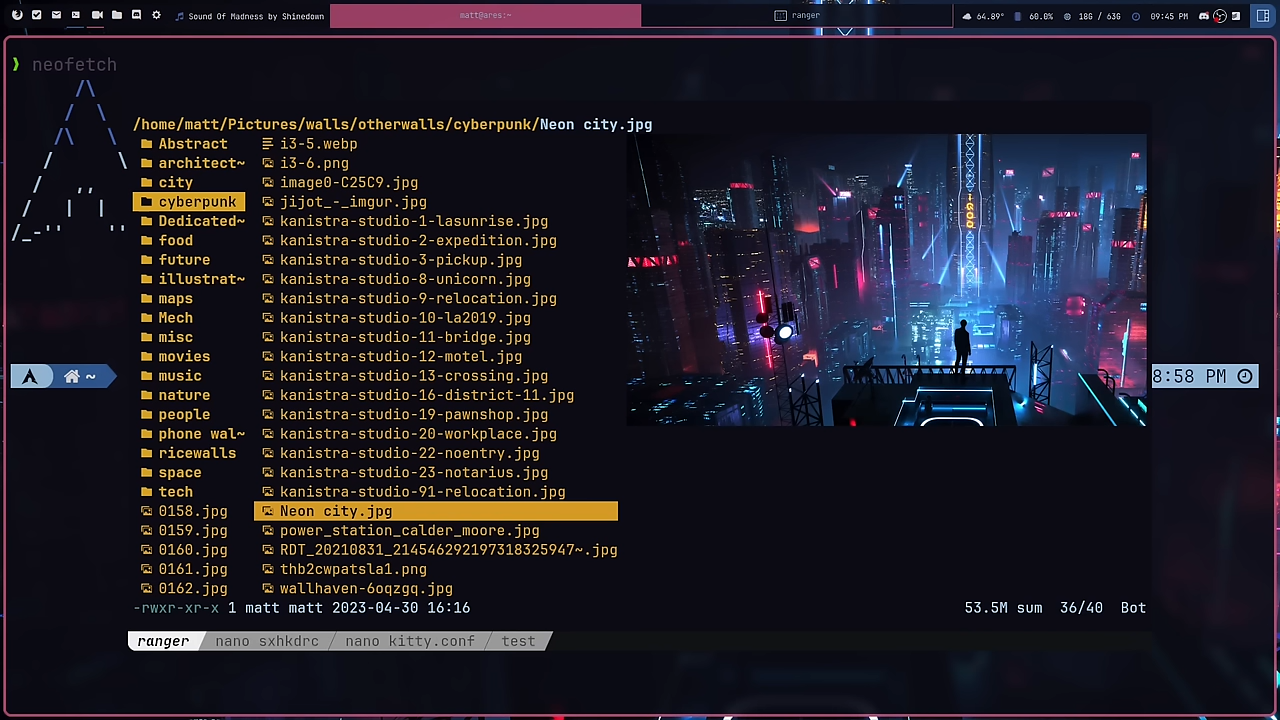 Sound Of Madness by Shinedown matt@ares:~ ranger 64.89° 60.0% 18G / 63G 09:45 PM
❯ neofetch
/home/matt/Pictures/walls/otherwalls/cyberpunk/Neon city.jpg
Abstract i3-5.webp
architect~ i3-6.png
city image0-C25C9.jpg
cyberpunk jijot_-_imgur.jpg
Dedicated~ kanistra-studio-1-lasunrise.jpg
food kanistra-studio-2-expedition.jpg
future kanistra-studio-3-pickup.jpg
illustrat~ kanistra-studio-8-unicorn.jpg
maps kanistra-studio-9-relocation.jpg
Mech kanistra-studio-10-la2019.jpg
misc kanistra-studio-11-bridge.jpg
movies kanistra-studio-12-motel.jpg
music kanistra-studio-13-crossing.jpg
nature kanistra-studio-16-district-11.jpg
people kanistra-studio-19-pawnshop.jpg
phone wal~ kanistra-studio-20-workplace.jpg
ricewalls kanistra-studio-22-noentry.jpg
space kanistra-studio-23-notarius.jpg
tech kanistra-studio-91-relocation.jpg
0158.jpg Neon city.jpg
0159.jpg power_station_calder_moore.jpg
0160.jpg RDT_20210831_214546292197318325947~.jpg
0161.jpg thb2cwpatsla1.png
0162.jpg wallhaven-6oqzgq.jpg
~ 8:58 PM
-rwxr-xr-x 1 matt matt 2023-04-30 16:16 53.5M sum 36/40 Bot
ranger nano sxhkdrc nano kitty.conf test